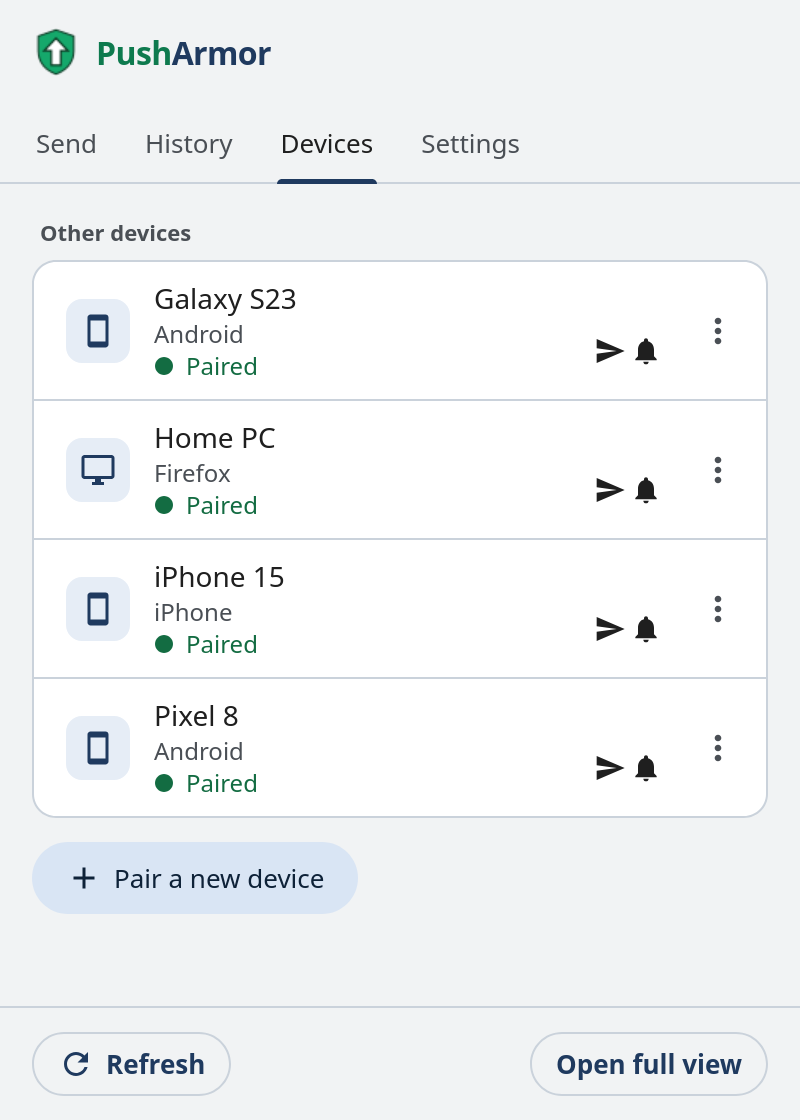 PushArmor
Send History Devices Settings
Other devices
Galaxy S23
Android
Paired
Home PC
Firefox
Paired
iPhone 15
iPhone
Paired
Pixel 8
Android
Paired
Pair a new device
Refresh Open full view